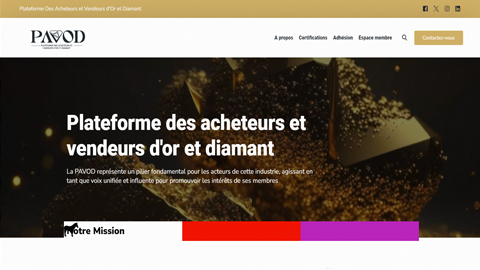 Plateforme Des Acheteurs et Vendeurs d'Or et Diamant
PAVOD
A propos
Certifications
Adhésion
Espace membre
Contactez-nous
Plateforme des acheteurs et
vendeurs d'or et diamant
La PAVOD représente un pilier fondamental pour les acteurs de cette industrie, agissant en
tant que voix unifiée et influente pour promouvoir les intérêts de ses membres
Notre Mission